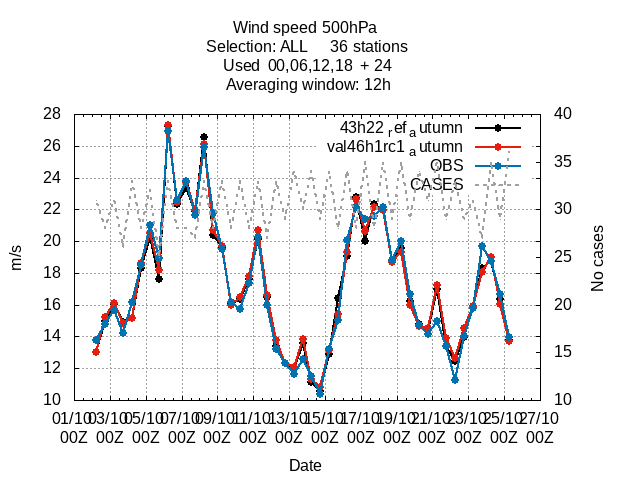 Wind speed 500hPa
Selection: ALL 36 stations
Used 00,06,12,18 + 24
Averaging window: 12h
28 40
43h22 refautumn
val46h1rc1 autumn
26 35
OBS
24 CASES
22 30
20 25
18
16 20
14 15
12
10 10
m/s
No cases
01/10 03/10 05/10 07/10 09/10 11/10 13/10 15/10 17/10 19/10 21/10 23/10 25/10 27/10
00Z 00Z 00Z 00Z 00Z 00Z 00Z 00Z 00Z 00Z 00Z 00Z 00Z 00Z
Date